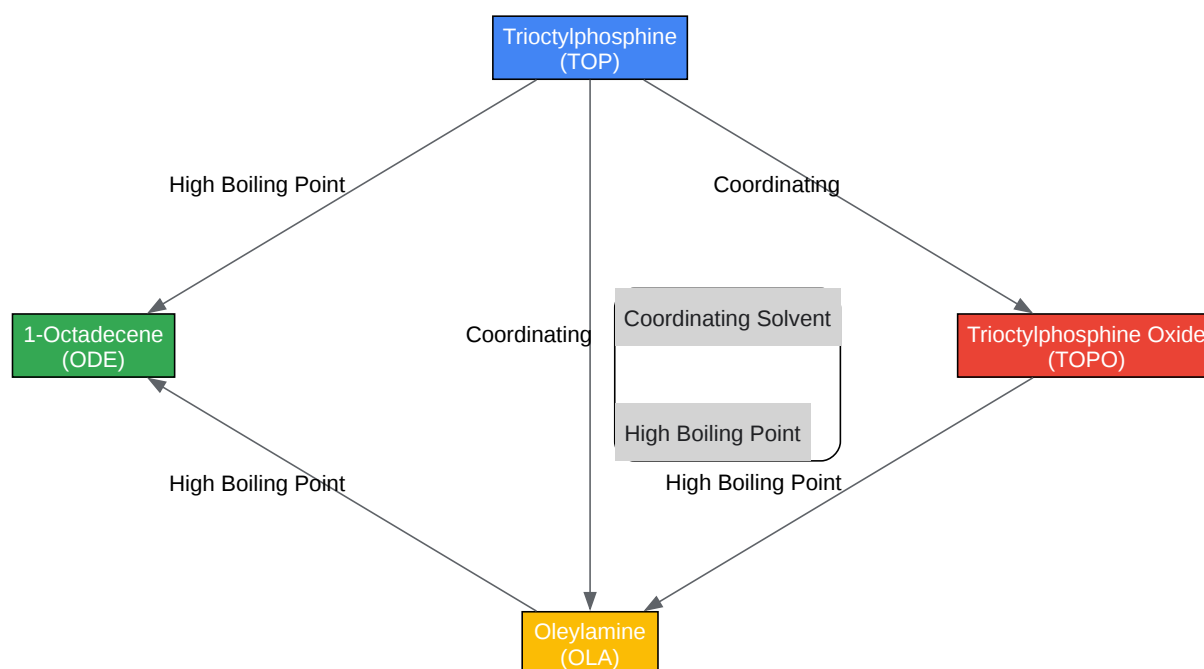 Trioctylphosphine
(TOP)
High Boiling Point
Coordinating
Coordinating Solvent
1-Octadecene
(ODE)
Coordinating
Trioctylphosphine Oxide
(TOPO)
High Boiling Point
High Boiling Point
High Boiling Point
Oleylamine
(OLA)